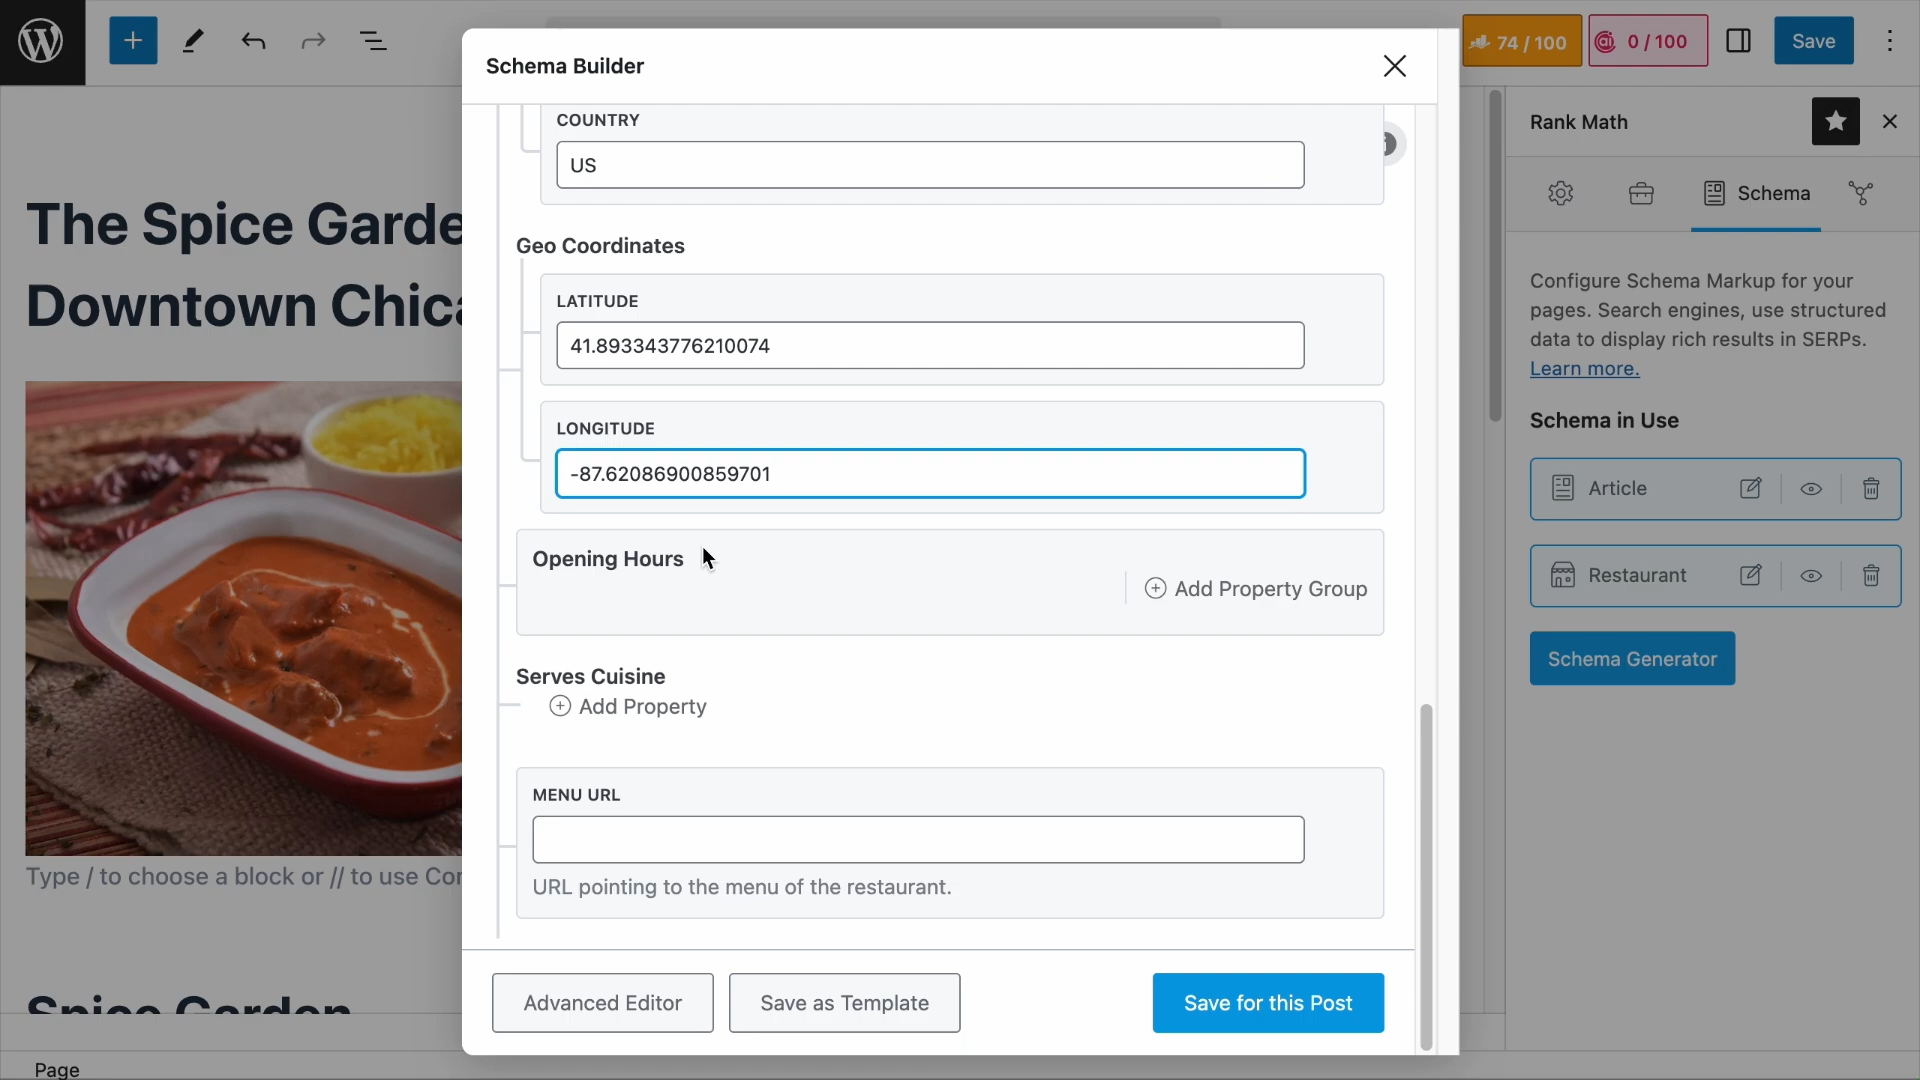 74 / 100
0 / 100
Save
Schema Builder
COUNTRY
US
Geo Coordinates
LATITUDE
41.893343776210074
LONGITUDE
-87.62086900859701
Opening Hours
Add Property Group
Serves Cuisine
Add Property
MENU URL
URL pointing to the menu of the restaurant.
Advanced Editor
Save as Template
Save for this Post
The Spice Garde
Downtown Chic
Type / to choose a block or // to use Co
Spice Garden
Page
Rank Math
Schema
Configure Schema Markup for your
pages. Search engines, use structured
data to display rich results in SERPs.
Learn more.
Schema in Use
Article
Restaurant
Schema Generator